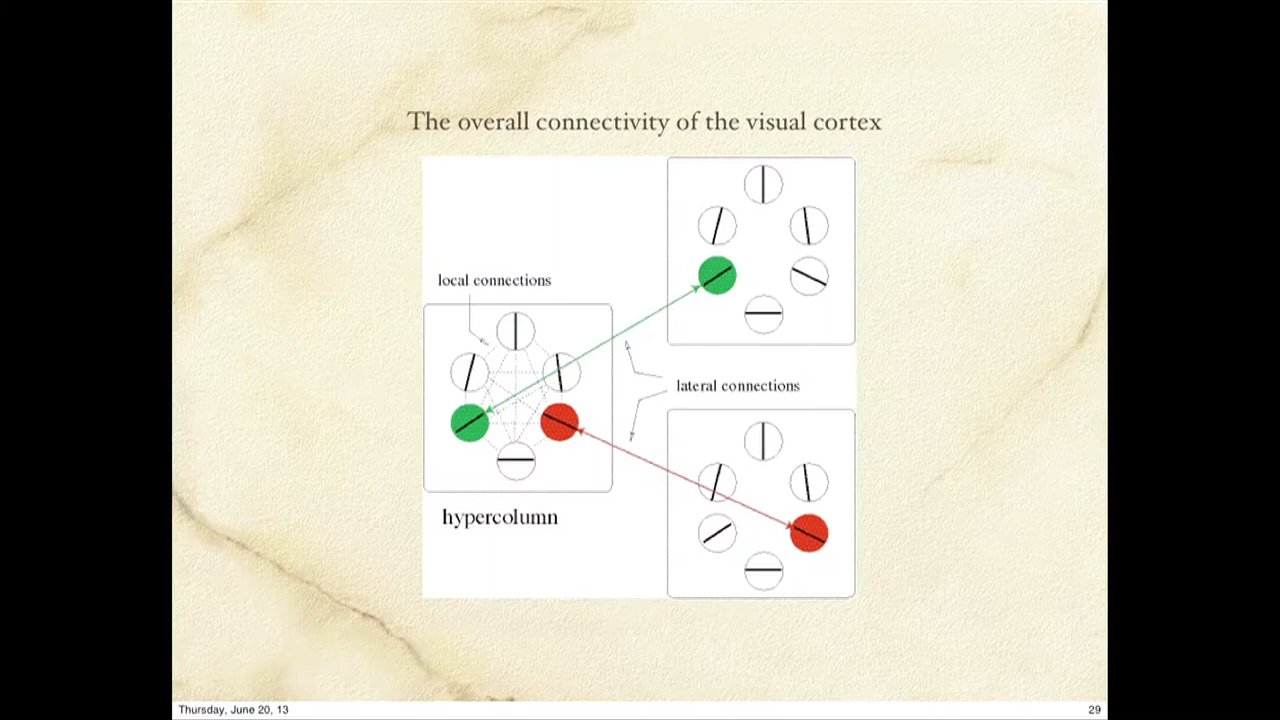 The overall connectivity of the visual cortex
local connections
lateral connections
hypercolumn
Thursday, June 20, 13
29